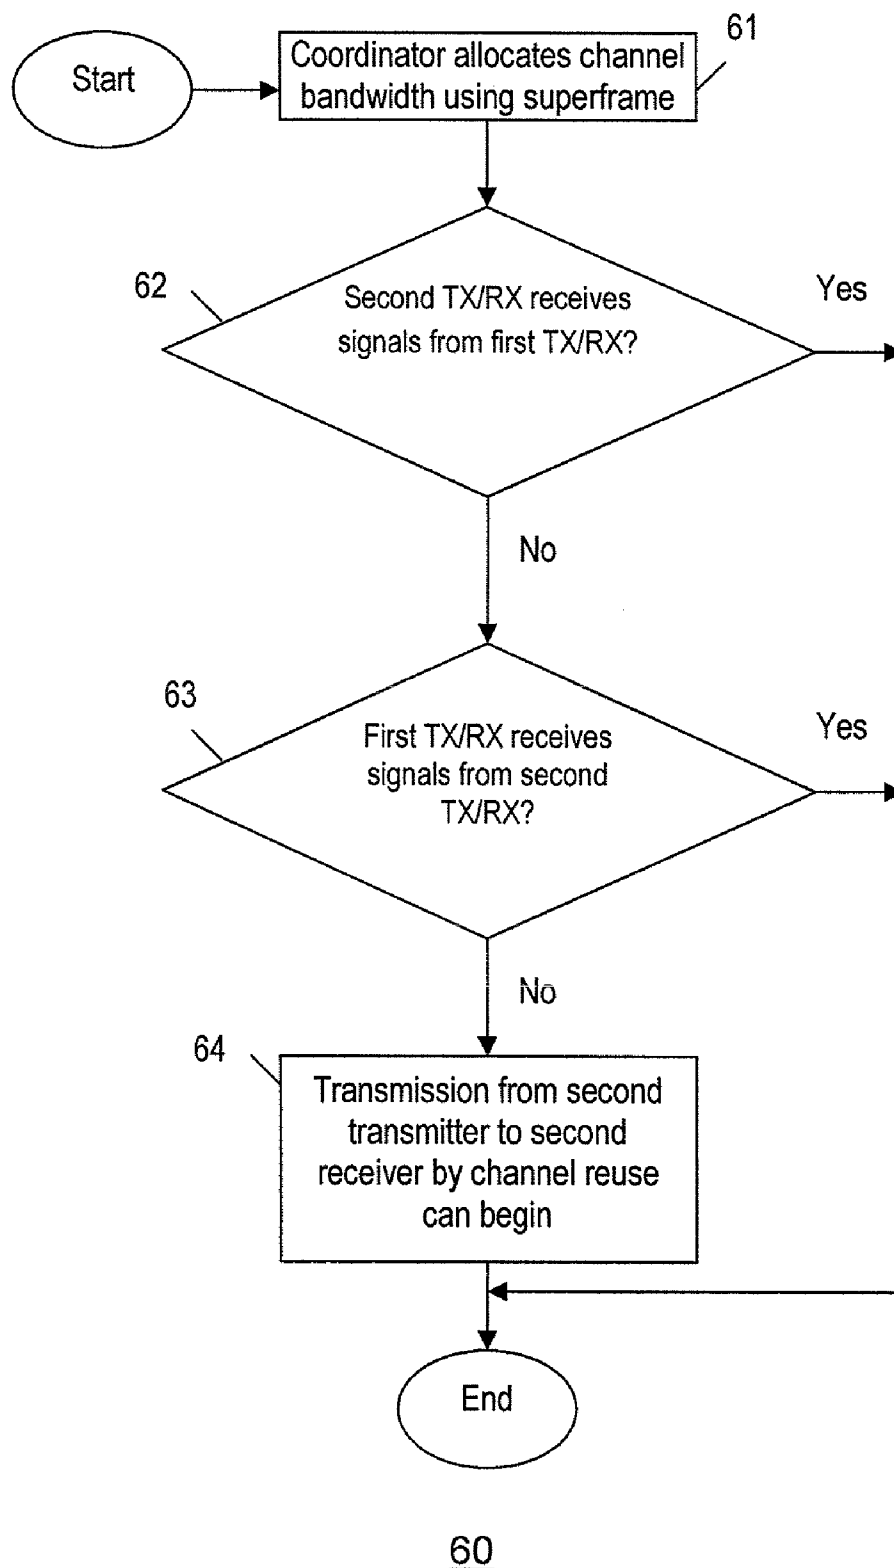 Start
Coordinator allocates channel
bandwidth using superframe
61
62
Second TX/RX receives
signals from first TX/RX?
Yes
No
63
First TX/RX receives
signals from second
TX/RX?
Yes
No
64
Transmission from second
transmitter to second
receiver by channel reuse
can begin
End
60